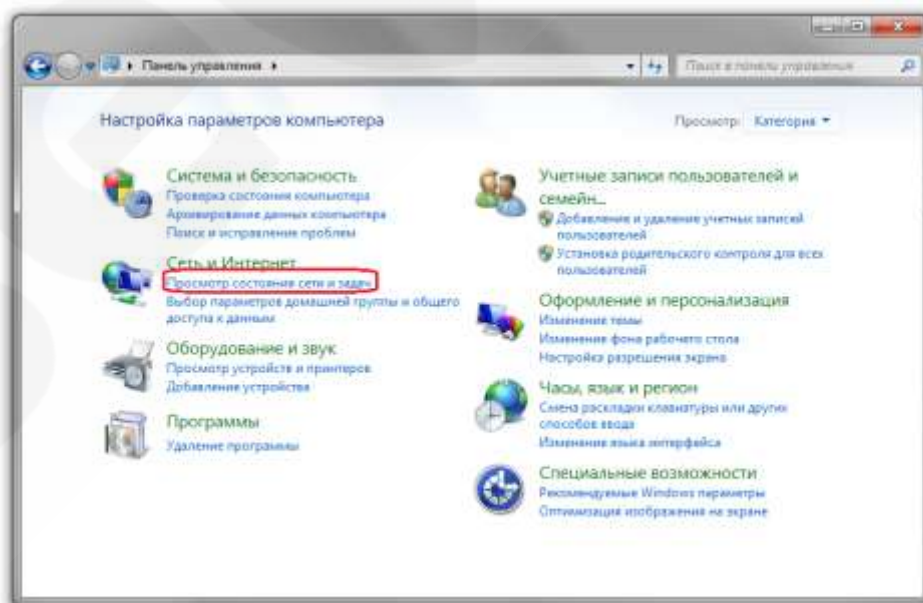 Панель управления
Поиск в панели управления
Настройка параметров компьютера
Просмотр: Категория
Система и безопасность
Проверка состояния компьютера
Архивирование данных компьютера
Поиск и исправление проблем
Сеть и Интернет
Просмотр состояния сети и задач
Выбор параметров домашней группы и общего
доступа к данным
Оборудование и звук
Просмотр устройств и принтеров
Добавление устройства
Программы
Удаление программы
Учетные записи пользователей и
семейн...
Добавление и удаление учетных записей
пользователей
Установка родительского контроля для всех
пользователей
Оформление и персонализация
Изменение темы
Изменение фона рабочего стола
Настройка разрешения экрана
Часы, язык и регион
Смена раскладки клавиатуры или других
способов ввода
Изменение языка интерфейса
Специальные возможности
Рекомендуемые Windows параметры
Оптимизация изображения на экране